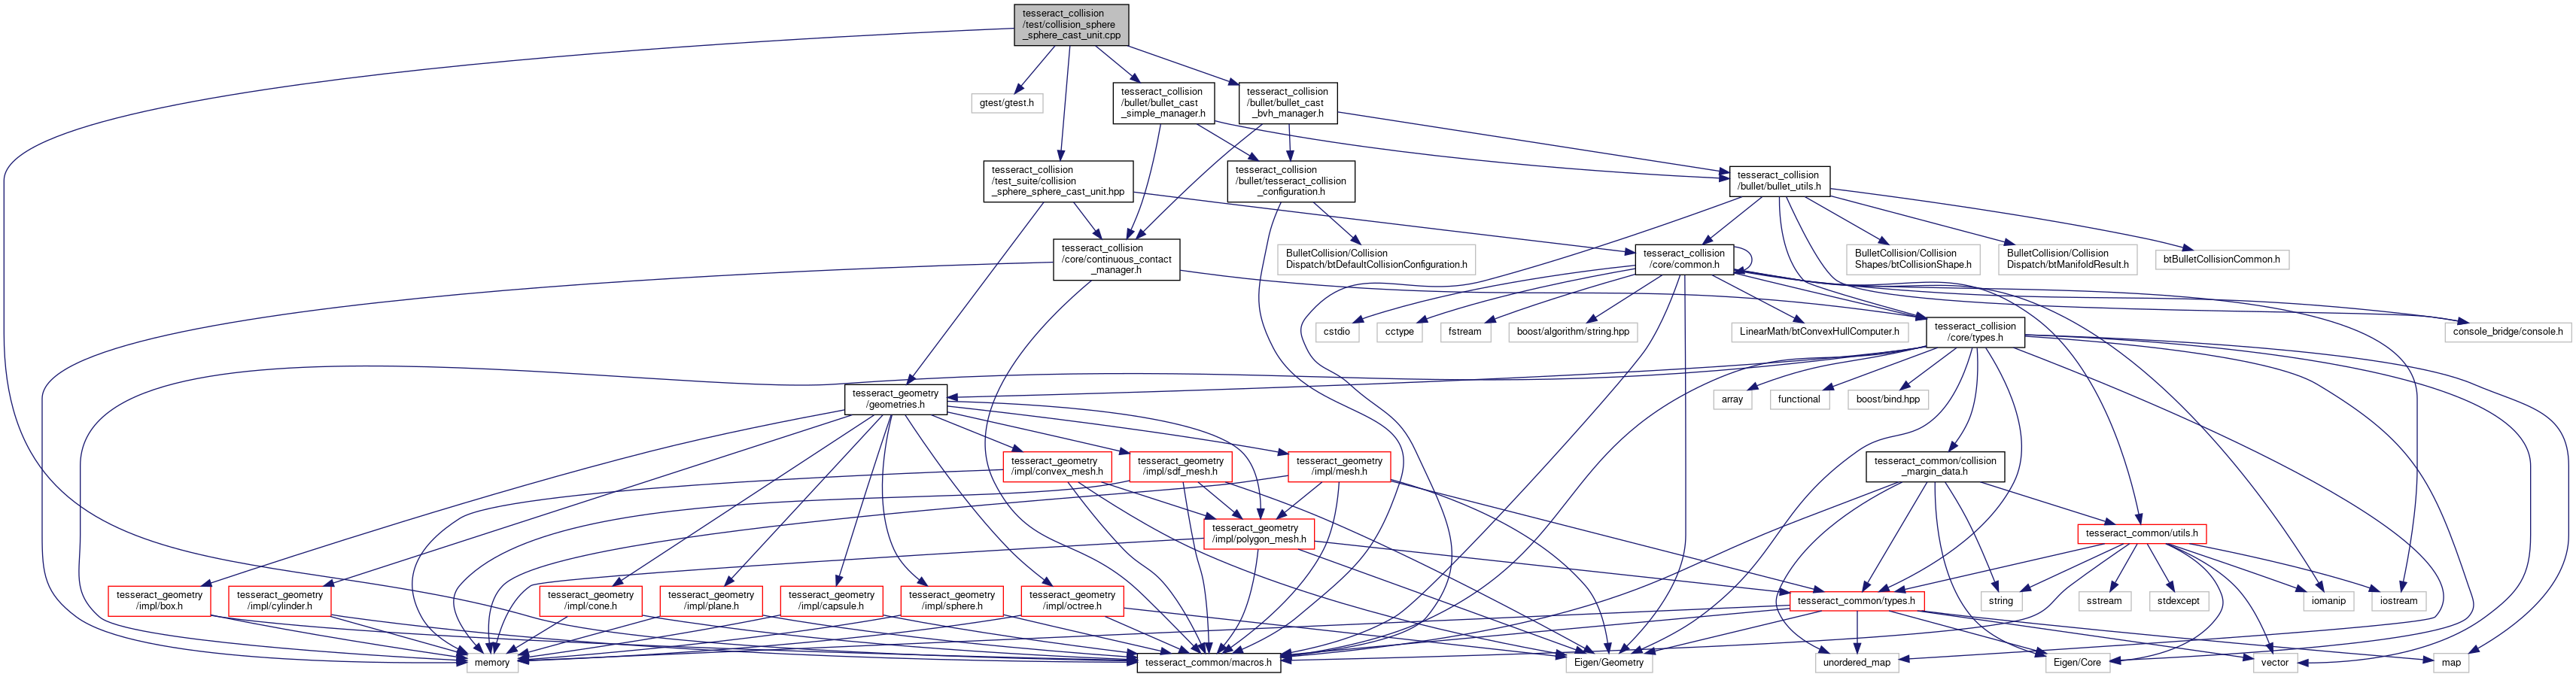 tesseract_collision
/test/collision_sphere
_sphere_cast_unit.cpp
gtest/gtest.h
tesseract_collision
/bullet/bullet_cast
_simple_manager.h
tesseract_collision
/bullet/bullet_cast
_bvh_manager.h
tesseract_collision
/test_suite/collision
_sphere_sphere_cast_unit.hpp
tesseract_collision
/bullet/tesseract_collision
_configuration.h
tesseract_collision
/bullet/bullet_utils.h
tesseract_collision
/core/continuous_contact
_manager.h
BulletCollision/Collision
Dispatch/btDefaultCollisionConfiguration.h
tesseract_collision
/core/common.h
BulletCollision/Collision
Shapes/btCollisionShape.h
BulletCollision/Collision
Dispatch/btManifoldResult.h
btBulletCollisionCommon.h
cstdio
cctype
fstream
boost/algorithm/string.hpp
LinearMath/btConvexHullComputer.h
tesseract_collision
/core/types.h
console_bridge/console.h
tesseract_geometry
/geometries.h
array
functional
boost/bind.hpp
tesseract_geometry
/impl/convex_mesh.h
tesseract_geometry
/impl/sdf_mesh.h
tesseract_geometry
/impl/mesh.h
tesseract_common/collision
_margin_data.h
tesseract_geometry
/impl/polygon_mesh.h
tesseract_common/utils.h
tesseract_geometry
/impl/box.h
tesseract_geometry
/impl/cylinder.h
tesseract_geometry
/impl/cone.h
tesseract_geometry
/impl/plane.h
tesseract_geometry
/impl/capsule.h
tesseract_geometry
/impl/sphere.h
tesseract_geometry
/impl/octree.h
tesseract_common/types.h
string
sstream
stdexcept
iomanip
iostream
memory
tesseract_common/macros.h
Eigen/Geometry
unordered_map
Eigen/Core
vector
map